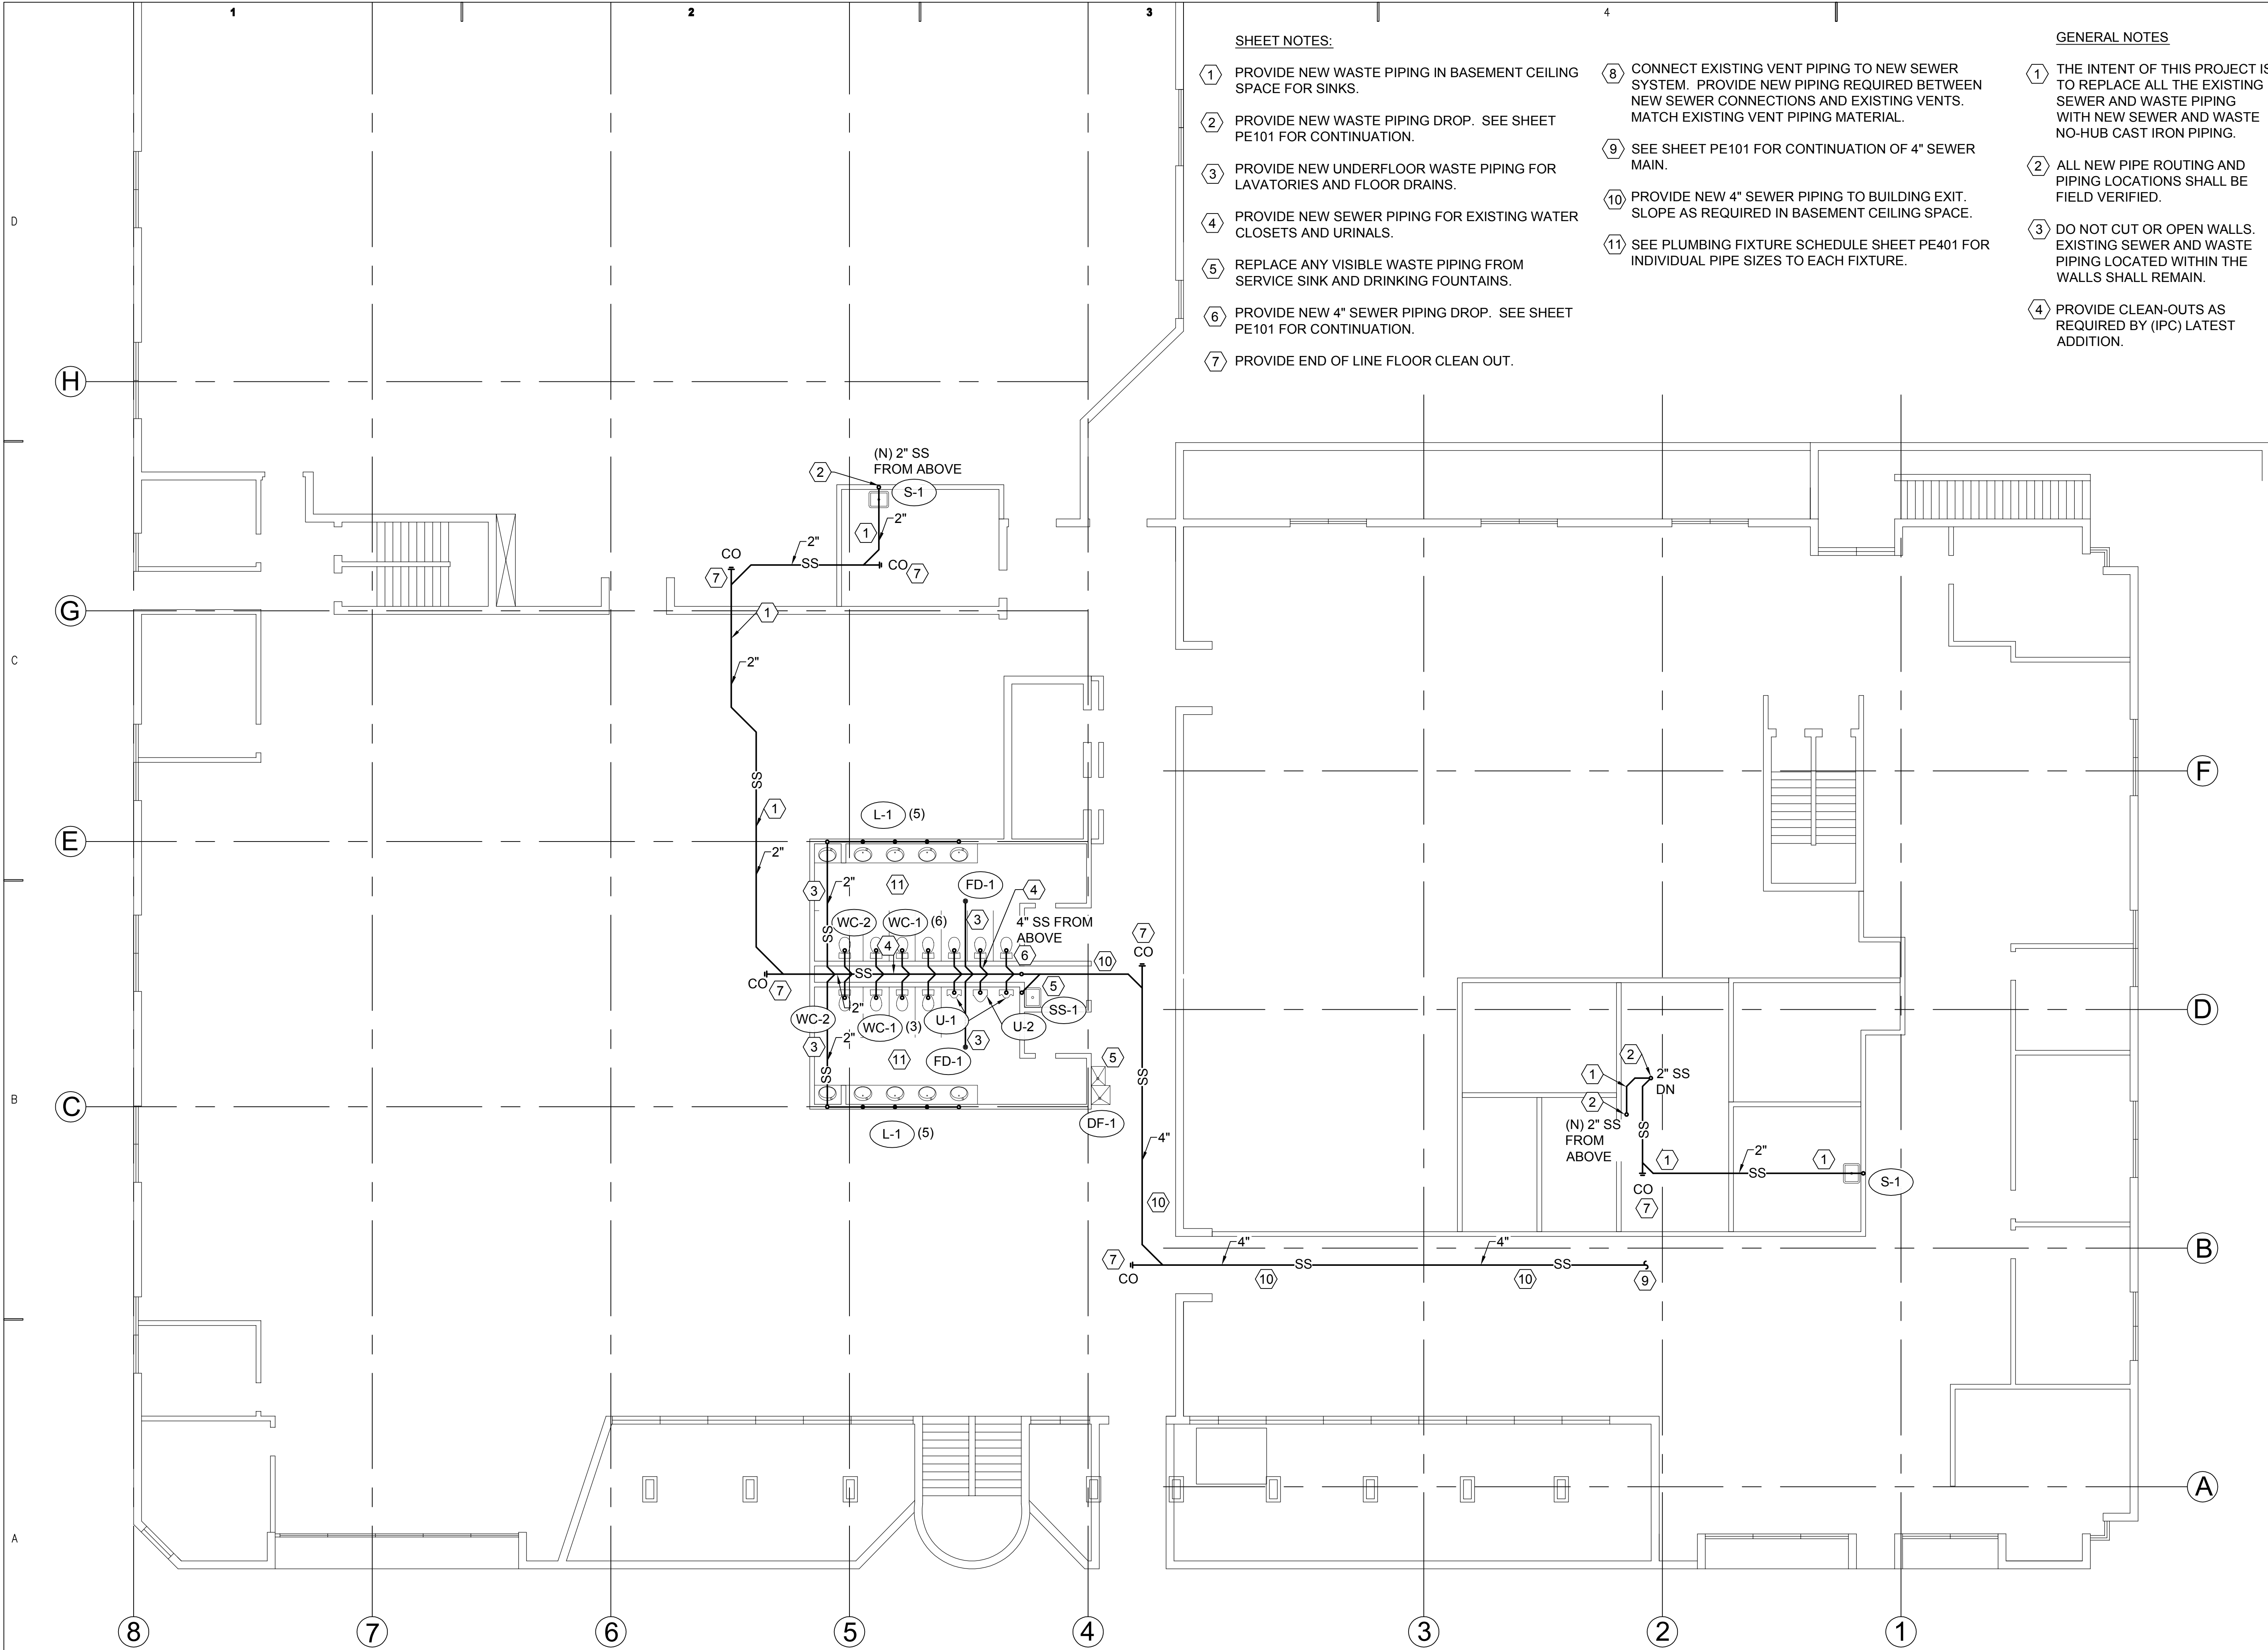 1 2 3 4
SHEET NOTES:
1 PROVIDE NEW WASTE PIPING IN BASEMENT CEILING
SPACE FOR SINKS.
2 PROVIDE NEW WASTE PIPING DROP. SEE SHEET
PE101 FOR CONTINUATION.
3 PROVIDE NEW UNDERFLOOR WASTE PIPING FOR
LAVATORIES AND FLOOR DRAINS.
4 PROVIDE NEW SEWER PIPING FOR EXISTING WATER
CLOSETS AND URINALS.
5 REPLACE ANY VISIBLE WASTE PIPING FROM
SERVICE SINK AND DRINKING FOUNTAINS.
6 PROVIDE NEW 4" SEWER PIPING DROP. SEE SHEET
PE101 FOR CONTINUATION.
7 PROVIDE END OF LINE FLOOR CLEAN OUT.
8 CONNECT EXISTING VENT PIPING TO NEW SEWER
SYSTEM. PROVIDE NEW PIPING REQUIRED BETWEEN
NEW SEWER CONNECTIONS AND EXISTING VENTS.
MATCH EXISTING VENT PIPING MATERIAL.
9 SEE SHEET PE101 FOR CONTINUATION OF 4" SEWER
MAIN.
10 PROVIDE NEW 4" SEWER PIPING TO BUILDING EXIT.
SLOPE AS REQUIRED IN BASEMENT CEILING SPACE.
11 SEE PLUMBING FIXTURE SCHEDULE SHEET PE401 FOR
INDIVIDUAL PIPE SIZES TO EACH FIXTURE.
GENERAL NOTES
1 THE INTENT OF THIS PROJECT IS
TO REPLACE ALL THE EXISTING
SEWER AND WASTE PIPING
WITH NEW SEWER AND WASTE
NO-HUB CAST IRON PIPING.
2 ALL NEW PIPE ROUTING AND
PIPING LOCATIONS SHALL BE
FIELD VERIFIED.
3 DO NOT CUT OR OPEN WALLS.
EXISTING SEWER AND WASTE
PIPING LOCATED WITHIN THE
WALLS SHALL REMAIN.
4 PROVIDE CLEAN-OUTS AS
REQUIRED BY (IPC) LATEST
ADDITION.
D
H
(N) 2" SS
FROM ABOVE
2
S-1
2"
1
2"
CO
SS
CO 7
7
G
1
C
2"
F
SS
1
L-1 (5)
E
2"
3 2" 11 FD-1 4
WC-2 WC-1 (6) 3 4" SS FROM
ABOVE
SS 4 6
7
CO
10
SS
CO 7
2"
5
SS-1
WC-2 WC-1 (3) U-1 U-2
D
3 2" 11 FD-1 3
5
SS
SS
2 2" SS
DN
1
2
B
C
L-1 (5)
DF-1
(N) 2" SS
FROM
ABOVE
SS
4"
1 2" 1
SS
S-1
CO
7
10
B
7 4" 4"
SS SS
CO 10 10 9
A
A
8 7 6 5 4 3 2 1